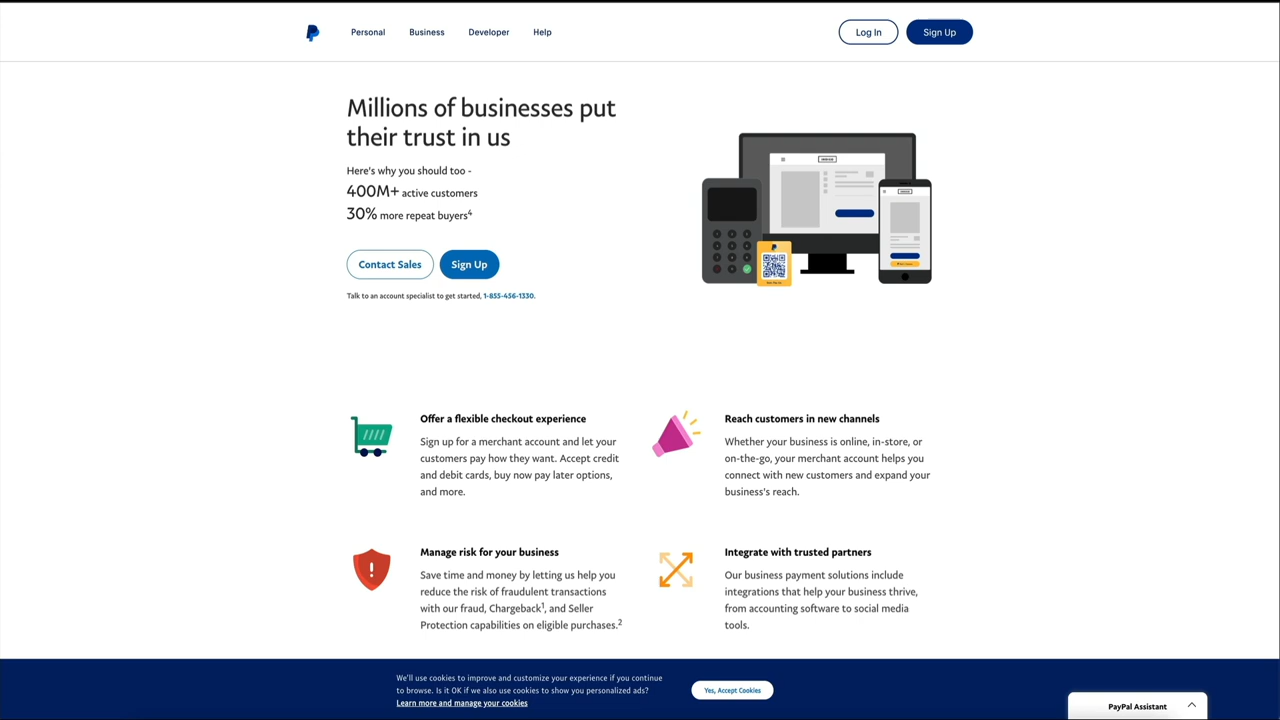 Personal
Business
Developer
Help
Log In
Sign Up
Millions of businesses put
their trust in us
Here's why you should too -
400M+ active customers
30% more repeat buyers4
Contact Sales
Sign Up
Talk to an account specialist to get started, 1-855-456-1330.
Offer a flexible checkout experience
Sign up for a merchant account and let your
customers pay how they want. Accept credit
and debit cards, buy now pay later options,
and more.
Reach customers in new channels
Whether your business is online, in-store, or
on-the-go, your merchant account helps you
connect with new customers and expand your
business's reach.
Manage risk for your business
Save time and money by letting us help you
reduce the risk of fraudulent transactions
with our fraud, Chargeback1, and Seller
Protection capabilities on eligible purchases.2
Integrate with trusted partners
Our business payment solutions include
integrations that help your business thrive,
from accounting software to social media
tools.
We'll use cookies to improve and customize your experience if you continue
to browse. Is it OK if we also use cookies to show you personalized ads?
Learn more and manage your cookies
Yes, Accept Cookies
PayPal Assistant